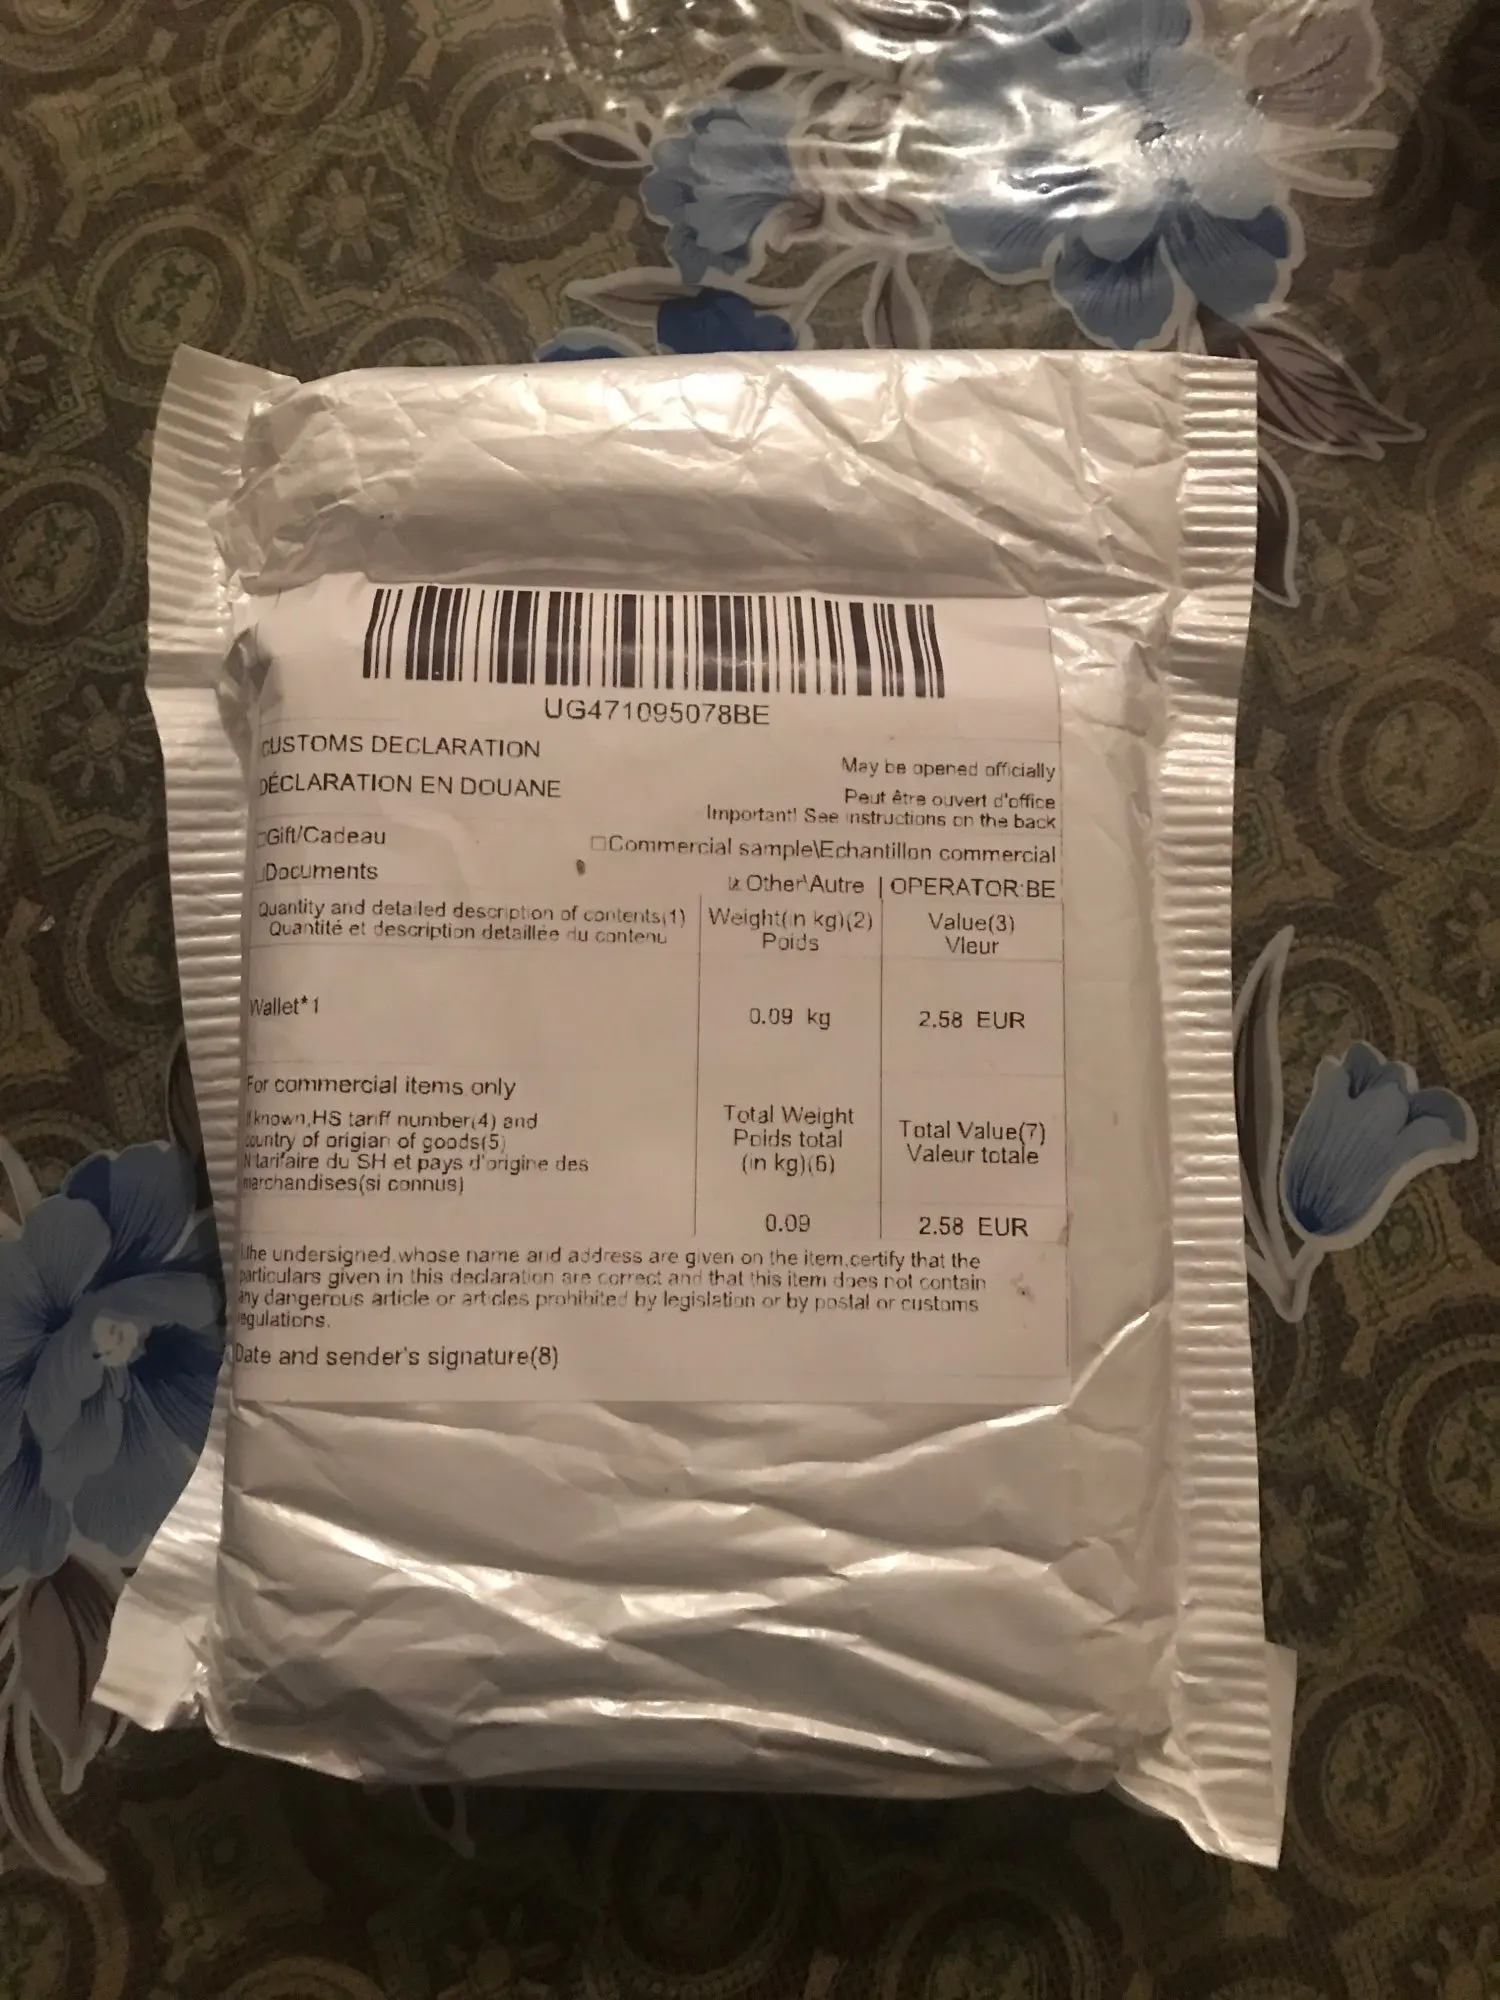 UG471095078BE
CUSTOMS DECLARATION
DÉCLARATION EN DOUANE
May be opened officially
Peut être ouvert d'office
Important! See instructions on the back
Gift/Cadeau
Commercial sample\Echantillon commercial
Documents
Other\Autre | OPERATOR:BE
Quantity and detailed description of contents(1)
Quantité et description detaillée du contenu
Weight(in kg)(2)
Poids
Value(3)
Vleur
Wallet*1
0.09 kg
2.58 EUR
For commercial items only
If known,HS tariff number(4) and
country of origian of goods(5)
N°tarifaire du SH et pays d'origine des
marchandises(si connus)
Total Weight
Poids total
(in kg)(6)
Total Value(7)
Valeur totale
0.09
2.58 EUR
I,the undersigned.whose name and address are given on the item,certify that the
particulars given in this declaration are correct and that this item does not contain
any dangerous article or articles prohibited by legislation or by postal or customs
regulations.
Date and sender's signature(8)